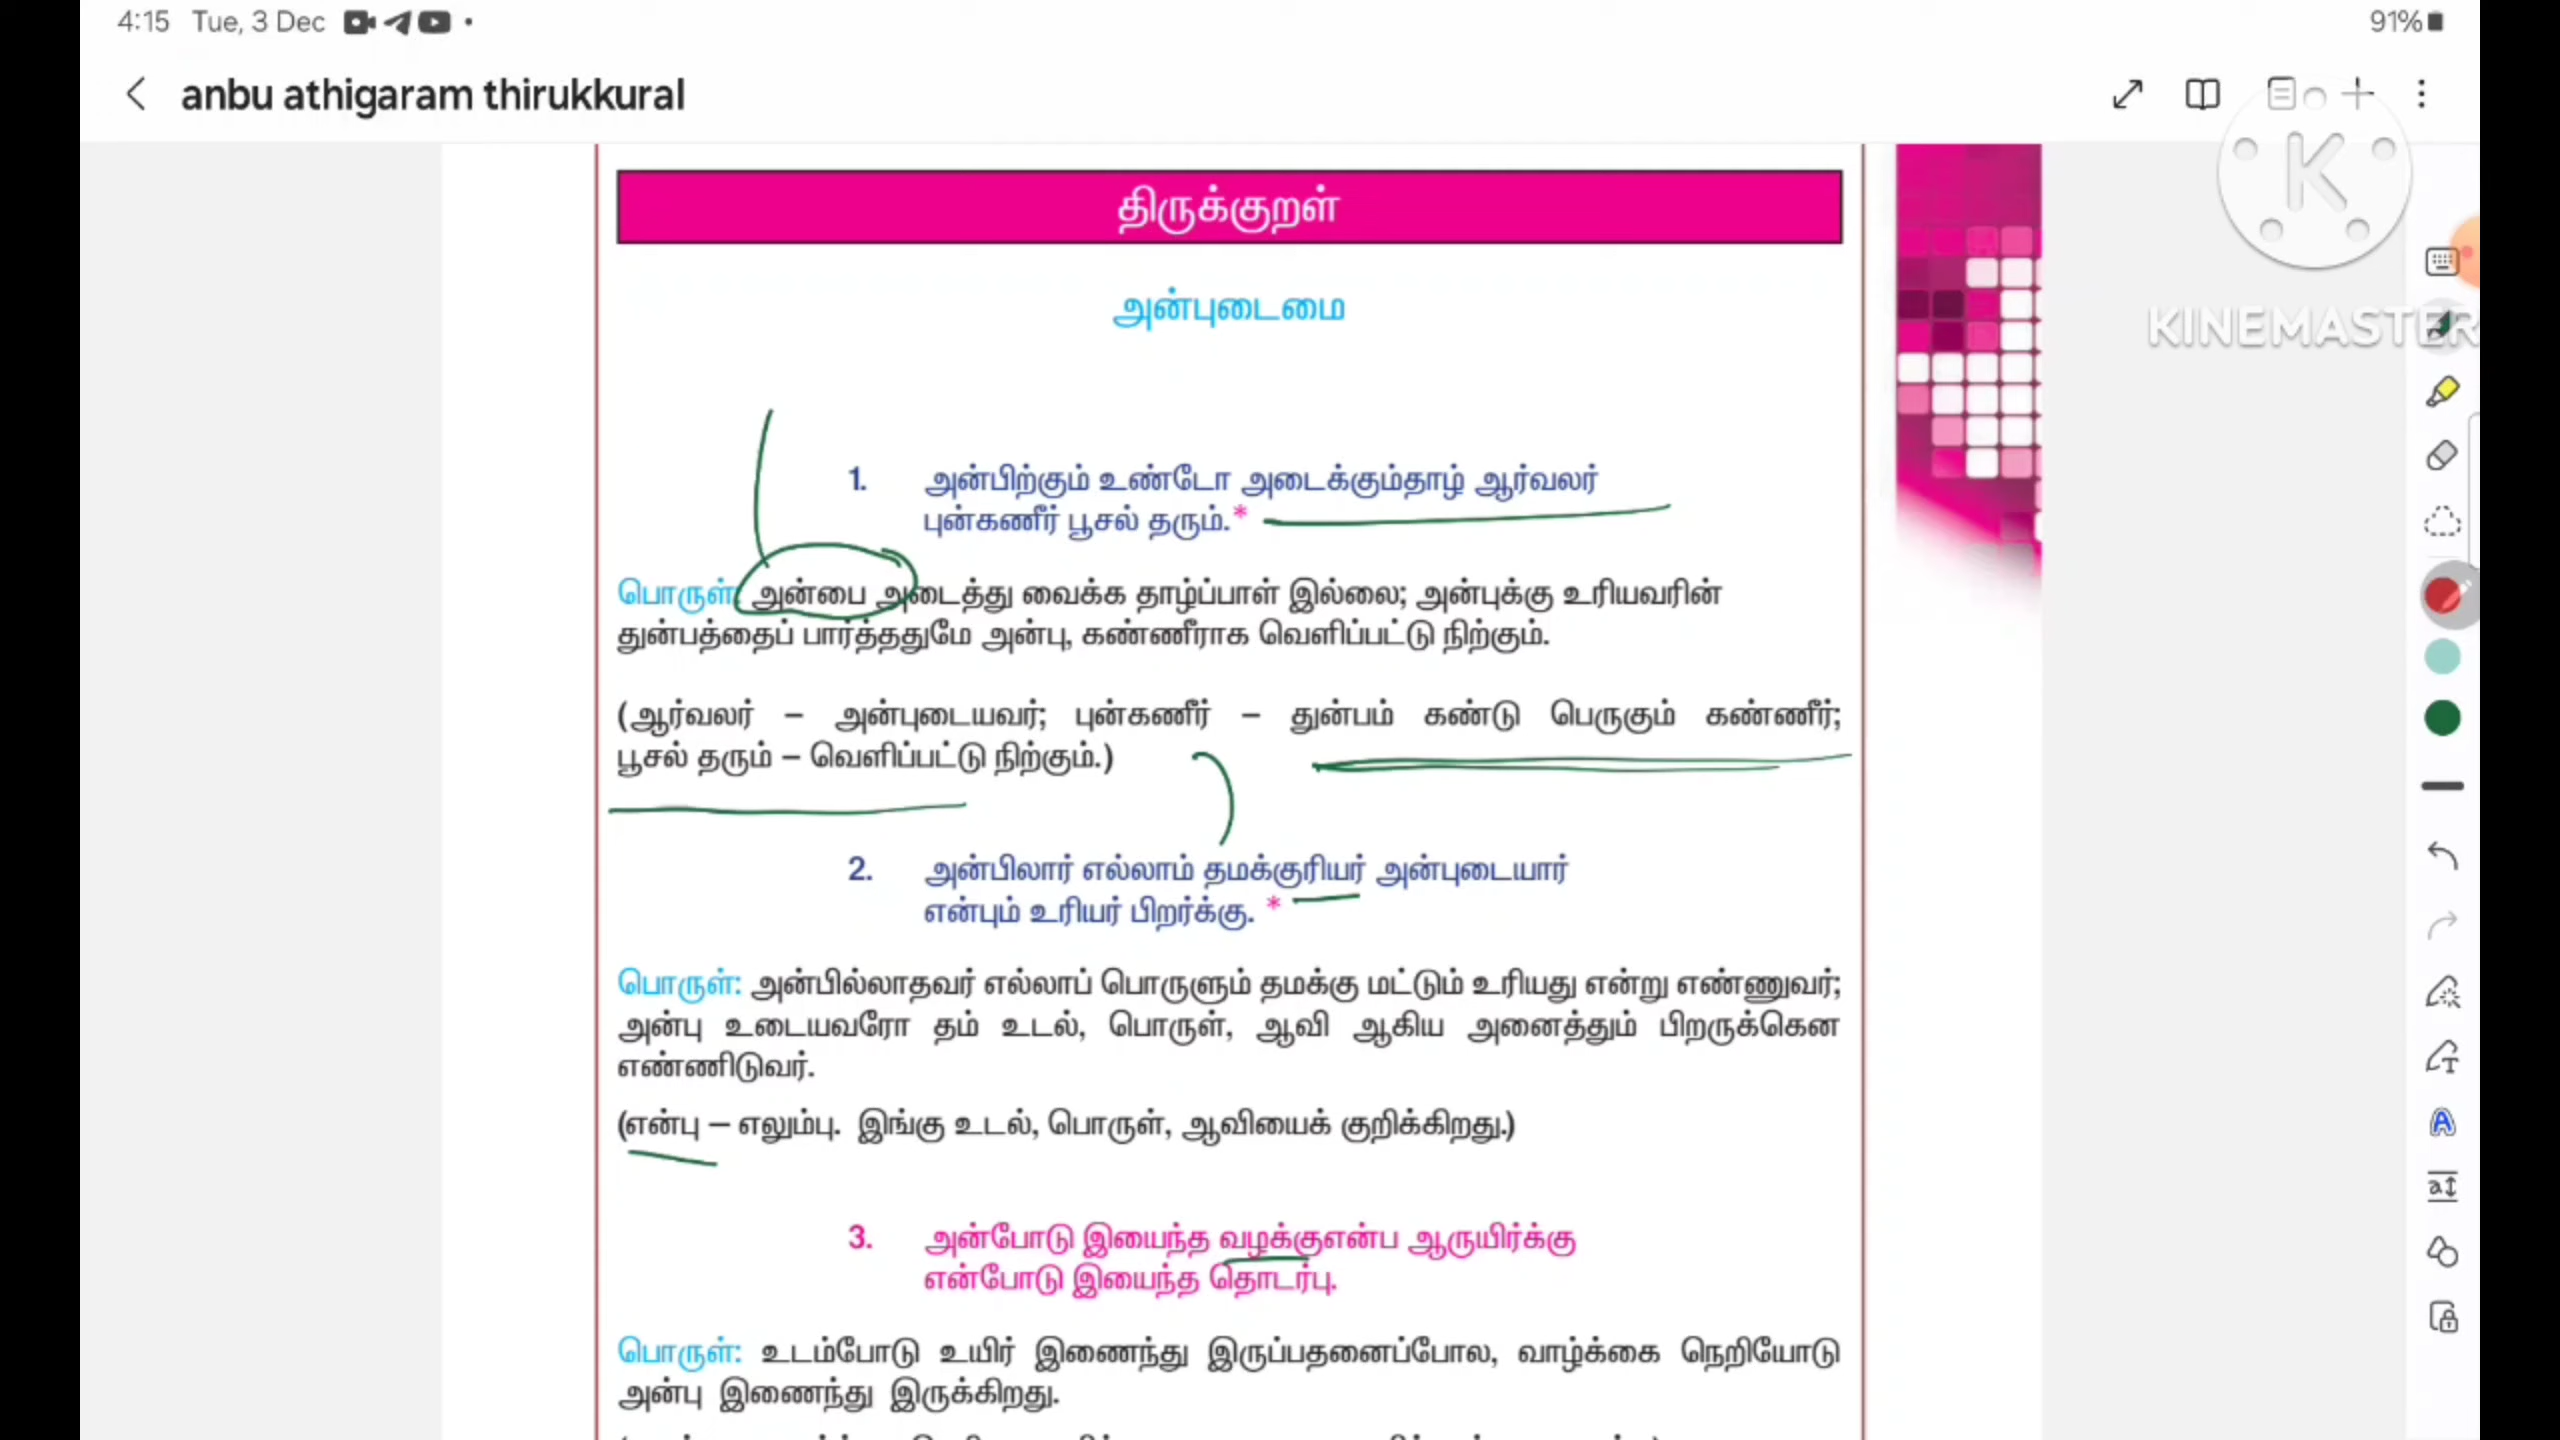 4:15 Tue, 3 Dec
91%
anbu athigaram thirukkural
K
KINEMASTER
திருக்குறள்
அன்புடைமை
1. அன்பிற்கும் உண்டோ அடைக்கும்தாழ் ஆர்வலர்
புன்கணீர் பூசல் தரும்.*
பொருள்: அன்பை அடைத்து வைக்க தாழ்ப்பாள் இல்லை; அன்புக்கு உரியவரின்
துன்பத்தைப் பார்த்ததுமே அன்பு, கண்ணீராக வெளிப்பட்டு நிற்கும்.
(ஆர்வலர் – அன்புடையவர்; புன்கணீர் – துன்பம் கண்டு பெருகும் கண்ணீர்;
பூசல் தரும் – வெளிப்பட்டு நிற்கும்.)
2. அன்பிலார் எல்லாம் தமக்குரியர் அன்புடையார்
என்பும் உரியர் பிறர்க்கு. *
பொருள்: அன்பில்லாதவர் எல்லாப் பொருளும் தமக்கு மட்டும் உரியது என்று எண்ணுவர்;
அன்பு உடையவரோ தம் உடல், பொருள், ஆவி ஆகிய அனைத்தும் பிறருக்கென
எண்ணிடுவர்.
(என்பு – எலும்பு. இங்கு உடல், பொருள், ஆவியைக் குறிக்கிறது.)
3. அன்போடு இயைந்த வழக்குஎன்ப ஆருயிர்க்கு
என்போடு இயைந்த தொடர்பு.
பொருள்: உடம்போடு உயிர் இணைந்து இருப்பதனைப்போல, வாழ்க்கை நெறியோடு
அன்பு இணைந்து இருக்கிறது.